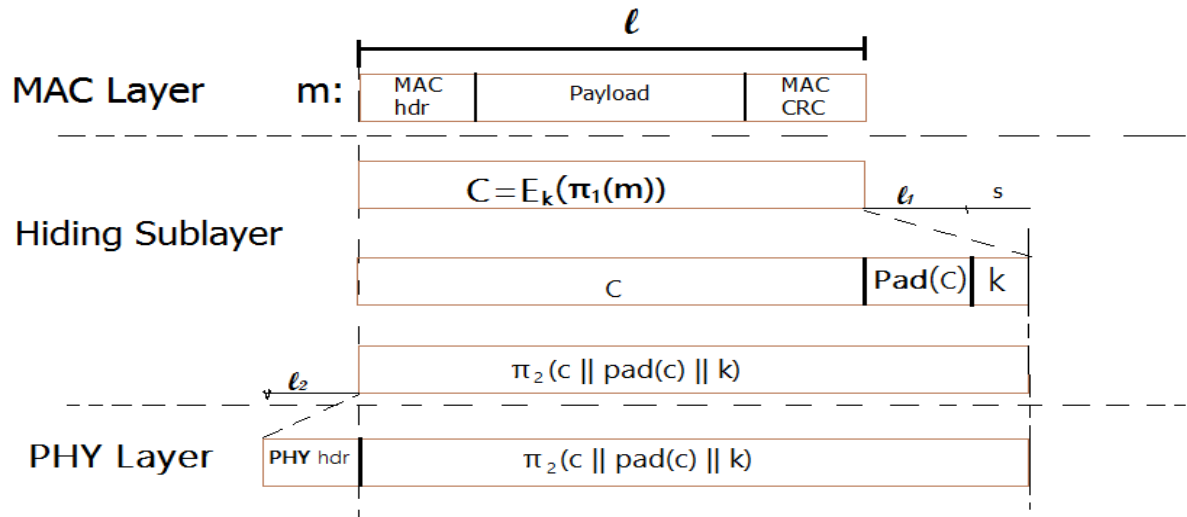 ℓ
MAC Layer m: MAC hdr Payload MAC CRC
C=Eₖ(π₁(m)) ℓ₁ s
Hiding Sublayer
C Pad(C) k
π₂(c || pad(c) || k)
ℓ₂
PHY Layer PHY hdr π₂(c || pad(c) || k)